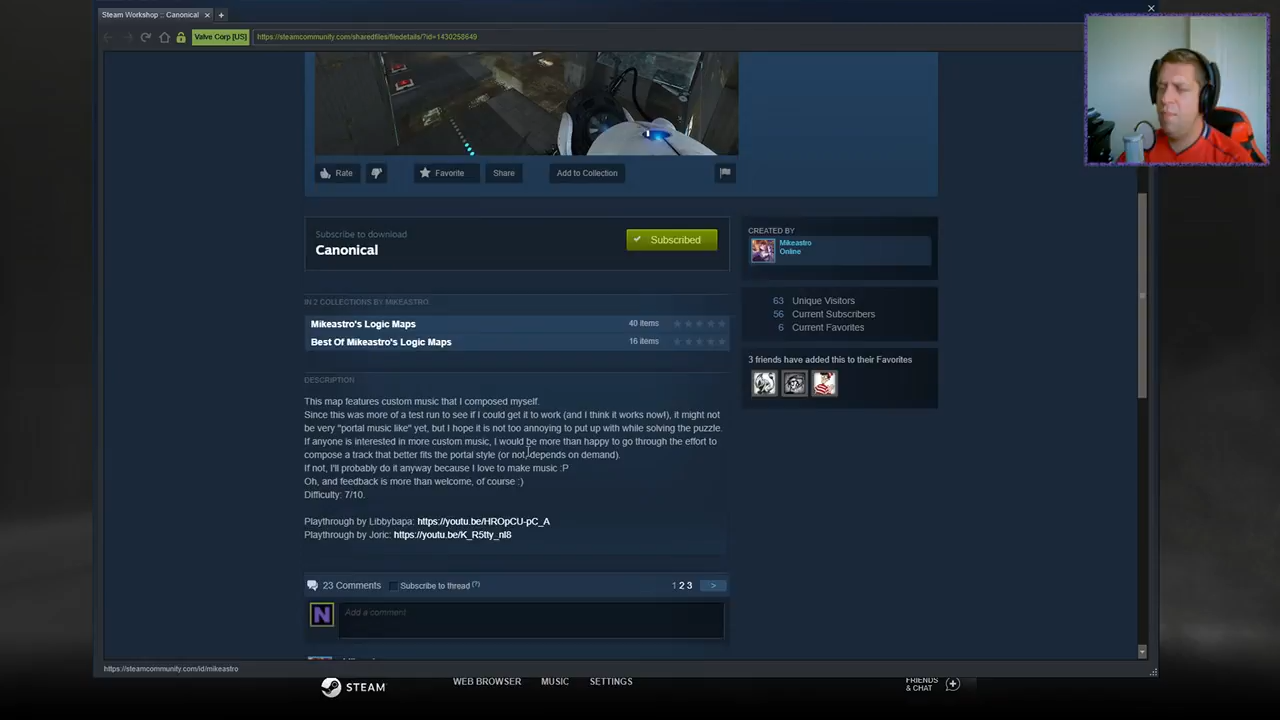 Steam Workshop :: Canonical × +
Valve Corp [US] https://steamcommunity.com/sharedfiles/filedetails/?id=1430258649
Rate Favorite Share Add to Collection
Subscribe to download
Canonical
Subscribed
CREATED BY
Mikeastro
Online
IN 2 COLLECTIONS BY MIKEASTRO.
Mikeastro's Logic Maps 40 items
Best Of Mikeastro's Logic Maps 16 items
63 Unique Visitors
56 Current Subscribers
6 Current Favorites
3 friends have added this to their Favorites
DESCRIPTION
This map features custom music that I composed myself.
Since this was more of a test run to see if I could get it to work (and I think it works now!), it might not
be very "portal music like" yet, but I hope it is not too annoying to put up with while solving the puzzle.
If anyone is interested in more custom music, I would be more than happy to go through the effort to
compose a track that better fits the portal style (or not, depends on demand).
If not, I'll probably do it anyway because I love to make music :P
Oh, and feedback is more than welcome, of course :)
Difficulty: 7/10.
Playthrough by Libbybapa: https://youtu.be/HROpCU-pC_A
Playthrough by Joric: https://youtu.be/K_R5tty_nI8
23 Comments Subscribe to thread (?) 1 2 3 >
N Add a comment
https://steamcommunity.com/id/mikeastro
STEAM WEB BROWSER MUSIC SETTINGS FRIENDS
& CHAT